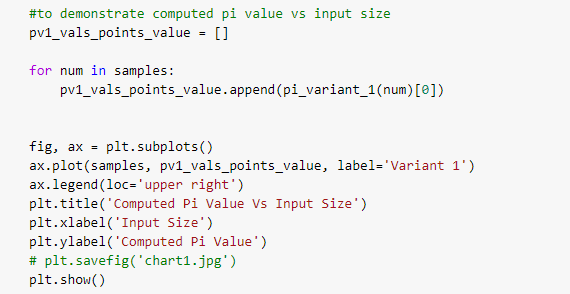 #to demonstrate computed pi value vs input size
pv1_vals_points_value = []
for num in samples:
pv1_vals_points_value.append(pi_variant_1(num)[0])
fig, ax = plt.subplots()
ax.plot(samples, pv1_vals_points_value, label='Variant 1')
ax.legend(loc='upper right')
plt.title('Computed Pi Value Vs Input Size')
plt.xlabel('Input Size')
plt.ylabel('Computed Pi Value')
# plt.savefig('chart1.jpg')
plt.show()